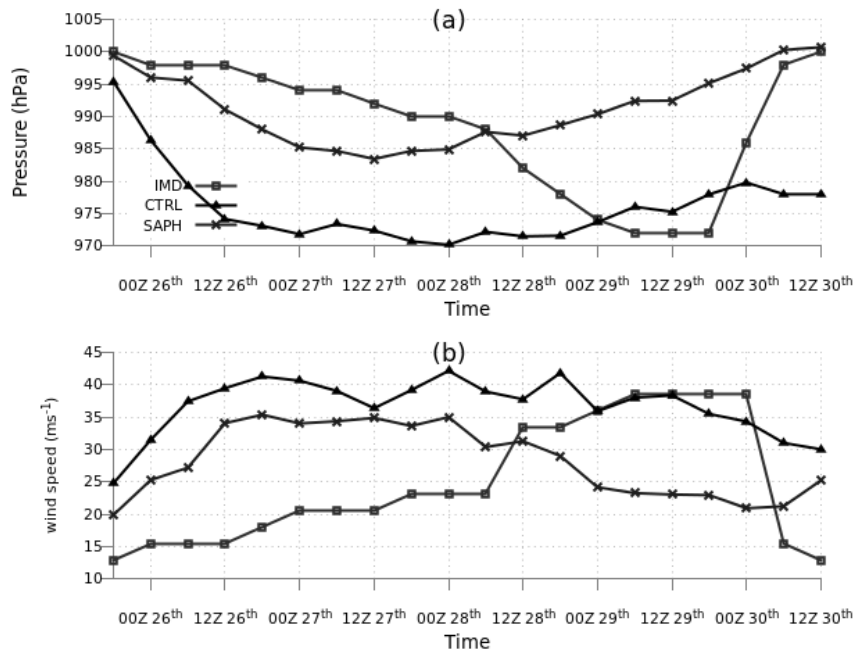 (a)
1005
1000
995
990
985
980
975
970
Pressure (hPa)
IMD
CTRL
SAPH
00Z 26th 12Z 26th 00Z 27th 12Z 27th 00Z 28th 12Z 28th 00Z 29th 12Z 29th 00Z 30th 12Z 30th
Time
(b)
45
40
35
30
25
20
15
10
wind speed (ms-1)
00Z 26th 12Z 26th 00Z 27th 12Z 27th 00Z 28th 12Z 28th 00Z 29th 12Z 29th 00Z 30th 12Z 30th
Time